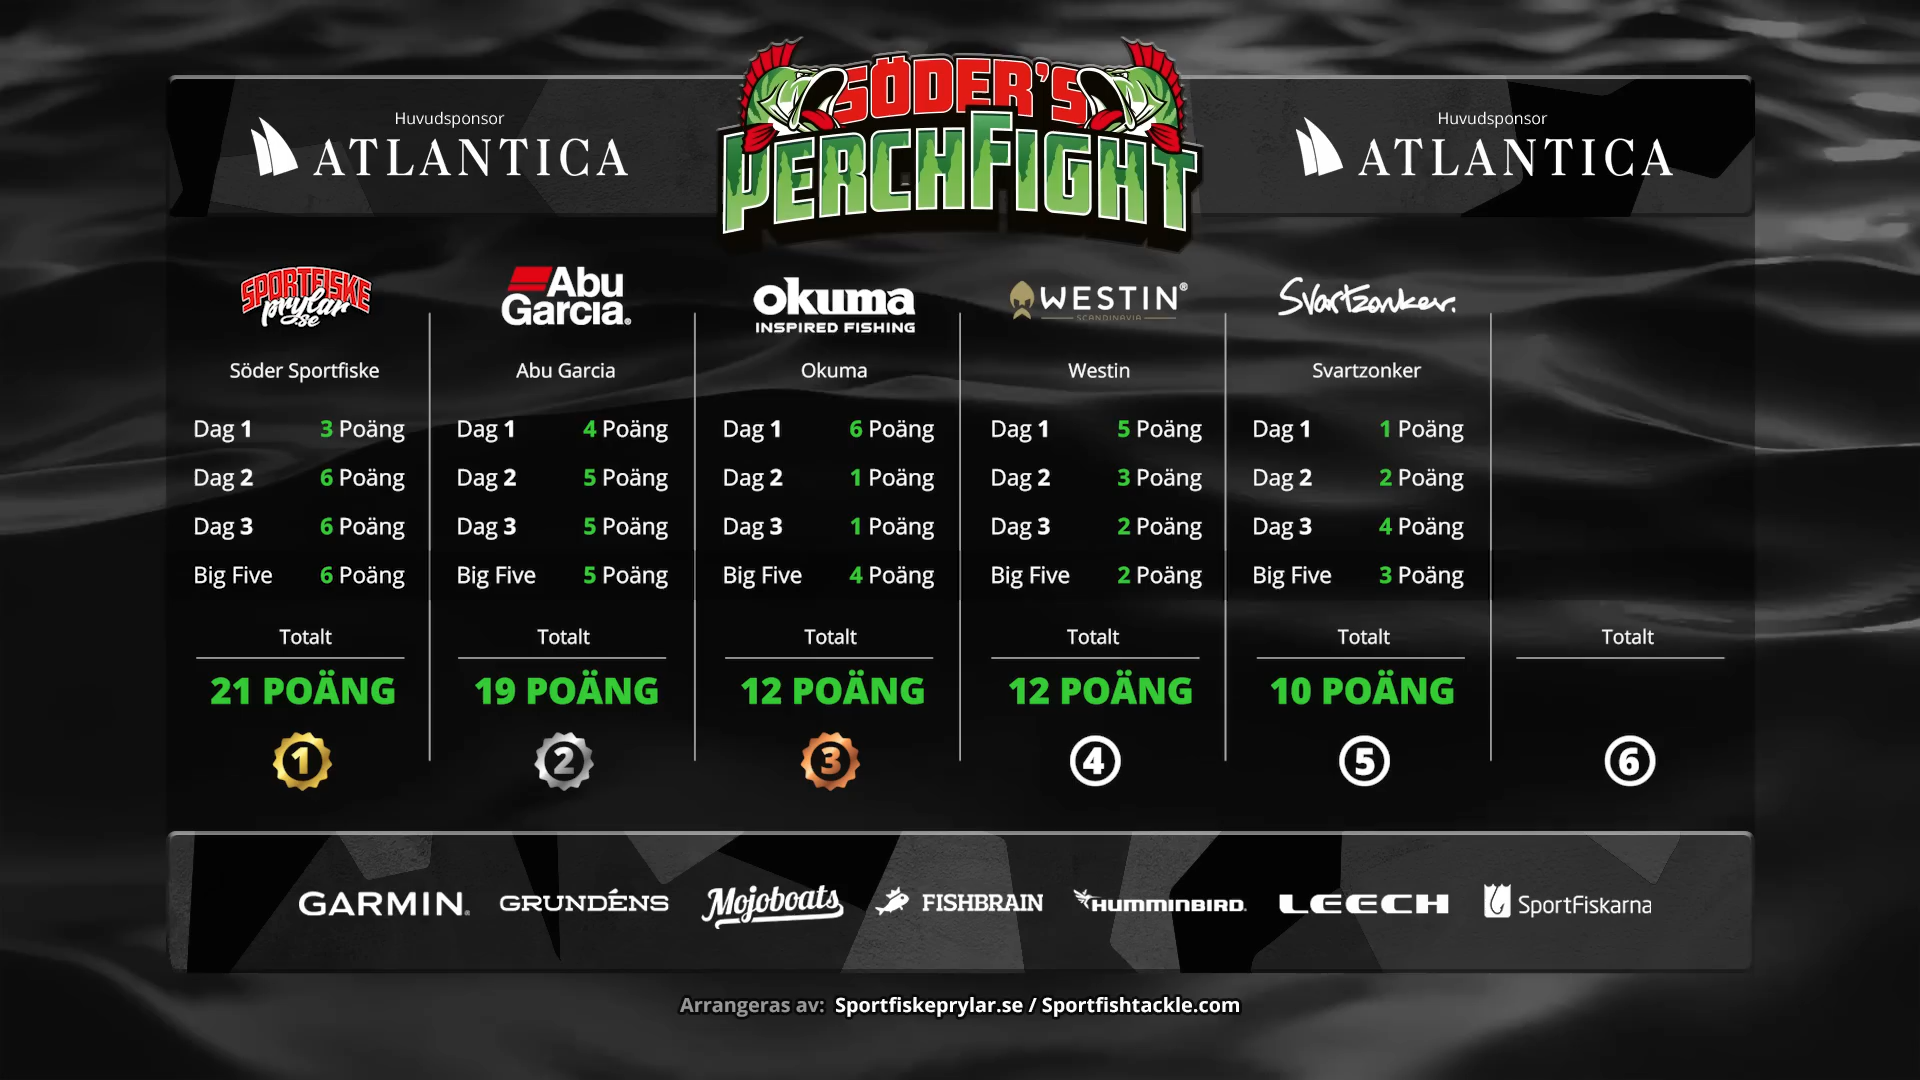 SÖDER'S
PERCHFIGHT
Huvudsponsor
ATLANTICA
Huvudsponsor
ATLANTICA
SPORTFISKE
prylar
.se
Söder Sportfiske
Dag 1 3 Poäng
Dag 2 6 Poäng
Dag 3 6 Poäng
Big Five 6 Poäng
Totalt
21 POÄNG
1
Abu
Garcia®
Abu Garcia
Dag 1 4 Poäng
Dag 2 5 Poäng
Dag 3 5 Poäng
Big Five 5 Poäng
Totalt
19 POÄNG
2
okuma
INSPIRED FISHING
Okuma
Dag 1 6 Poäng
Dag 2 1 Poäng
Dag 3 1 Poäng
Big Five 4 Poäng
Totalt
12 POÄNG
3
WESTIN®
SCANDINAVIA
Westin
Dag 1 5 Poäng
Dag 2 3 Poäng
Dag 3 2 Poäng
Big Five 2 Poäng
Totalt
12 POÄNG
4
Svartzonker.
Svartzonker
Dag 1 1 Poäng
Dag 2 2 Poäng
Dag 3 4 Poäng
Big Five 3 Poäng
Totalt
10 POÄNG
5
Totalt
6
GARMIN®
GRUNDÉNS
Mojoboats
FISHBRAIN
HUMMINBIRD®
LEECH
SportFiskarna
Arrangeras av: Sportfiskeprylar.se / Sportfishtackle.com